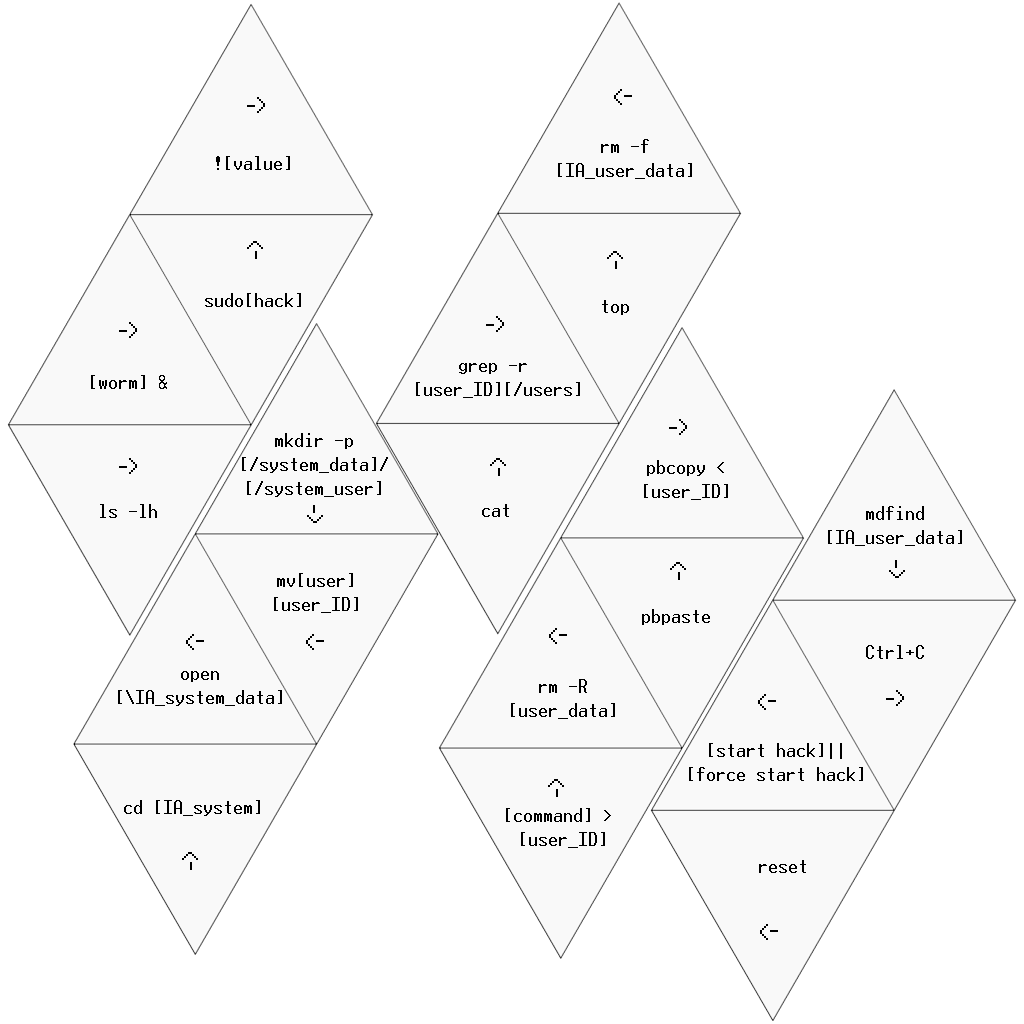 ->
![value]
sudo[hack]
->
[worm] &
->
ls -lh
mkdir -p
[/system_data]/
[/system_user]
mv[user]
[user_ID]
<-
<-
open
[\IA_system_data]
cd [IA_system]
<-
rm -f
[IA_user_data]
top
->
grep -r
[user_ID][/users]
cat
->
pbcopy <
[user_ID]
pbpaste
<-
rm -R
[user_data]
[command] >
[user_ID]
mdfind
[IA_user_data]
Ctrl+C
->
<-
[start hack]||
[force start hack]
reset
<-